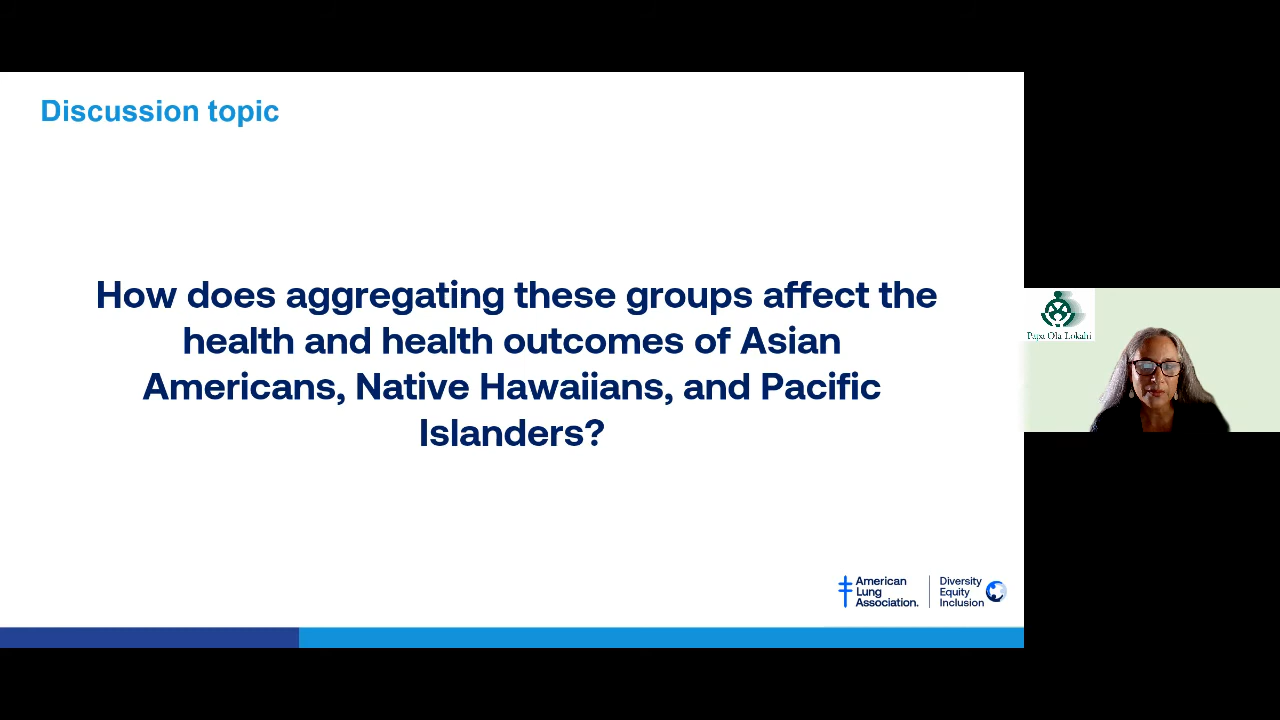 Discussion topic
How does aggregating these groups affect the
health and health outcomes of Asian
Americans, Native Hawaiians, and Pacific
Islanders?
Papa Ola Lokahi
American
Lung
Association.
Diversity
Equity
Inclusion